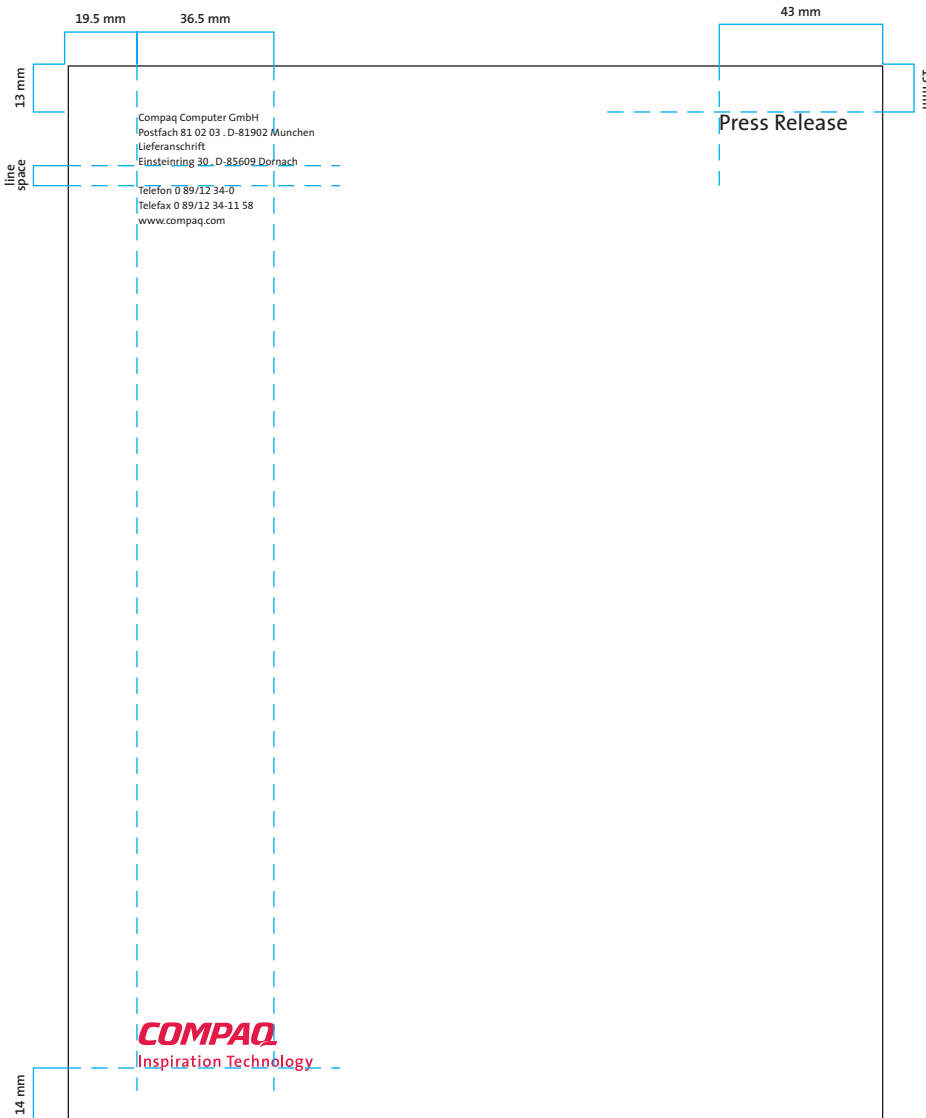 19.5 mm 36.5 mm 43 mm
13 mm
Compaq Computer GmbH
Postfach 81 02 03 . D-81902 Munchen
Lieferanschrift
Einsteinring 30 . D-85609 Dornach
Press Release
line
space
Telefon 0 89/12 34-0
Telefax 0 89/12 34-11 58
www.compaq.com
COMPAQ
Inspiration Technology
14 mm